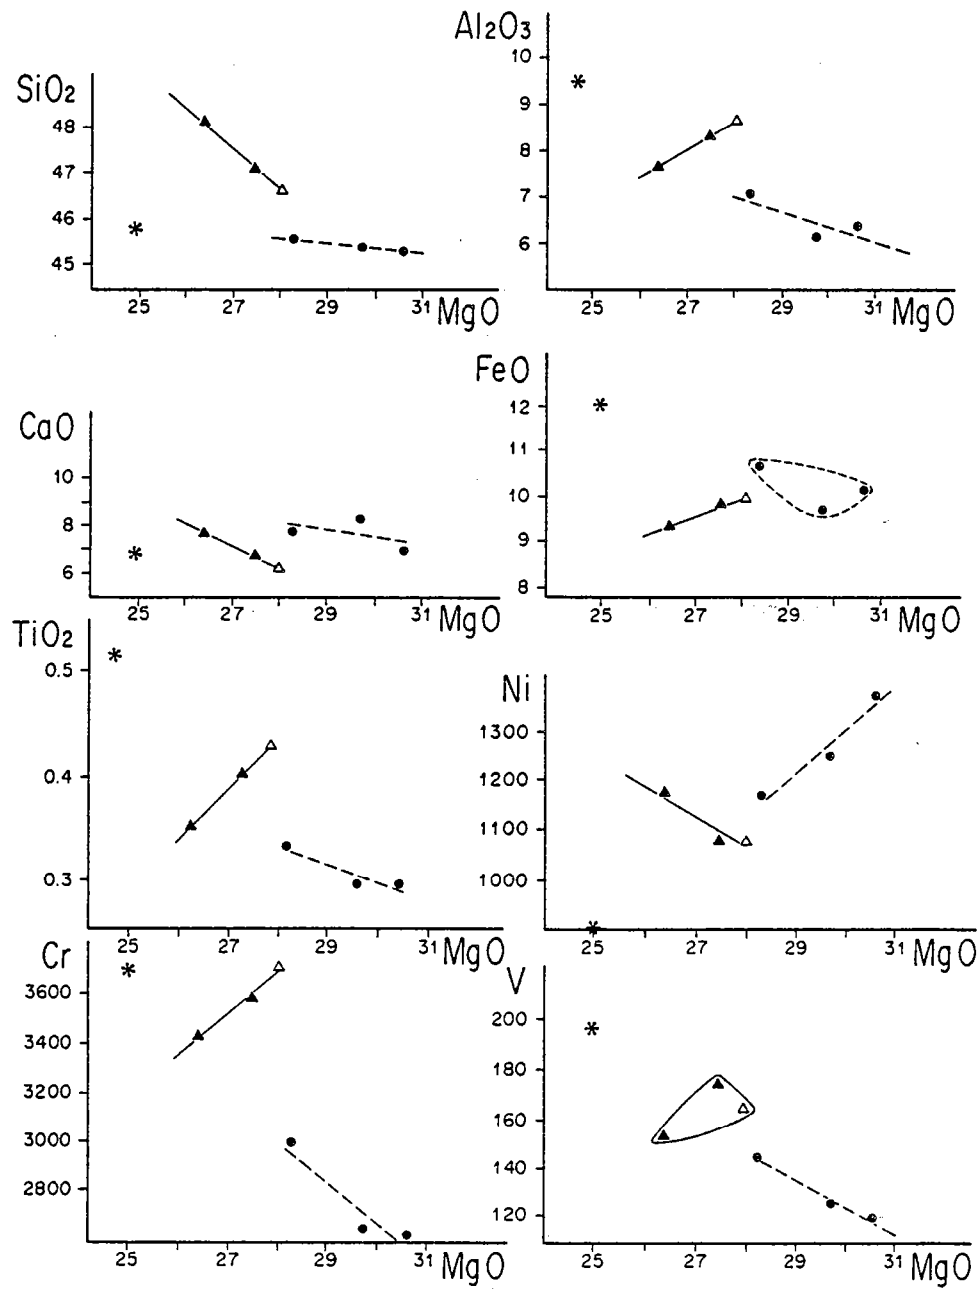 SiO₂
48
47
46
45
25 27 29 31 MgO
Al₂O₃
10
9
8
7
6
25 27 29 31 MgO
CaO
10
8
6
25 27 29 31 MgO
FeO
12
11
10
9
8
25 27 29 31 MgO
TiO₂
0.5
0.4
0.3
25 27 29 31 MgO
Ni
1300
1200
1100
1000
25 27 29 31 MgO
Cr
3600
3400
3200
3000
2800
25 27 29 31 MgO
V
200
180
160
140
120
25 27 29 31 MgO